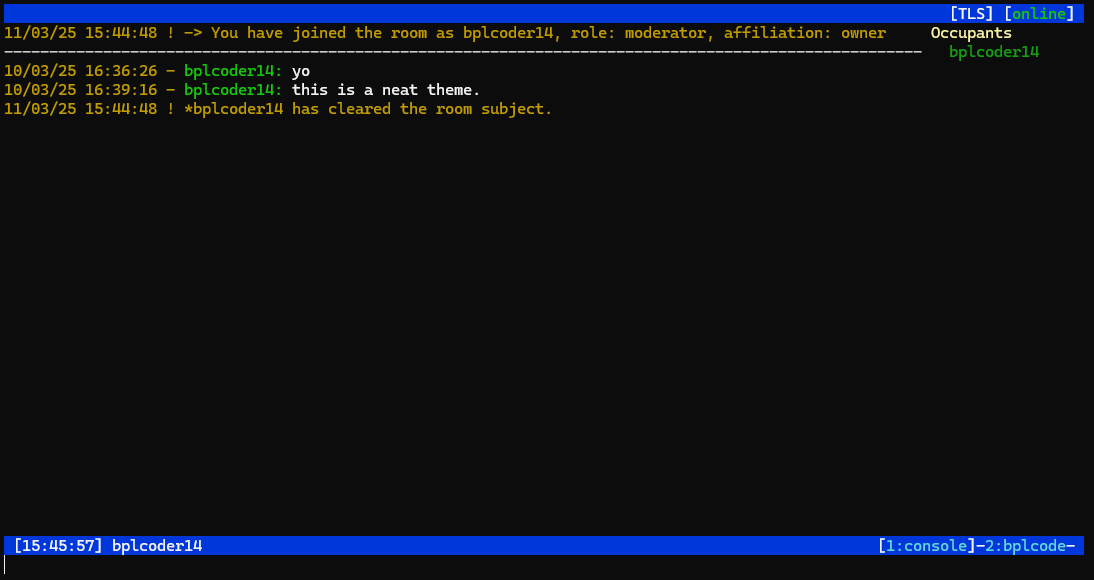 [TLS] [online]
11/03/25 15:44:48 ! -> You have joined the room as bplcoder14, role: moderator, affiliation: owner
Occupants
bplcoder14
10/03/25 16:36:26 - bplcoder14: yo
10/03/25 16:39:16 - bplcoder14: this is a neat theme.
11/03/25 15:44:48 ! *bplcoder14 has cleared the room subject.
[15:45:57] bplcoder14
[1:console]-2:bplcode-